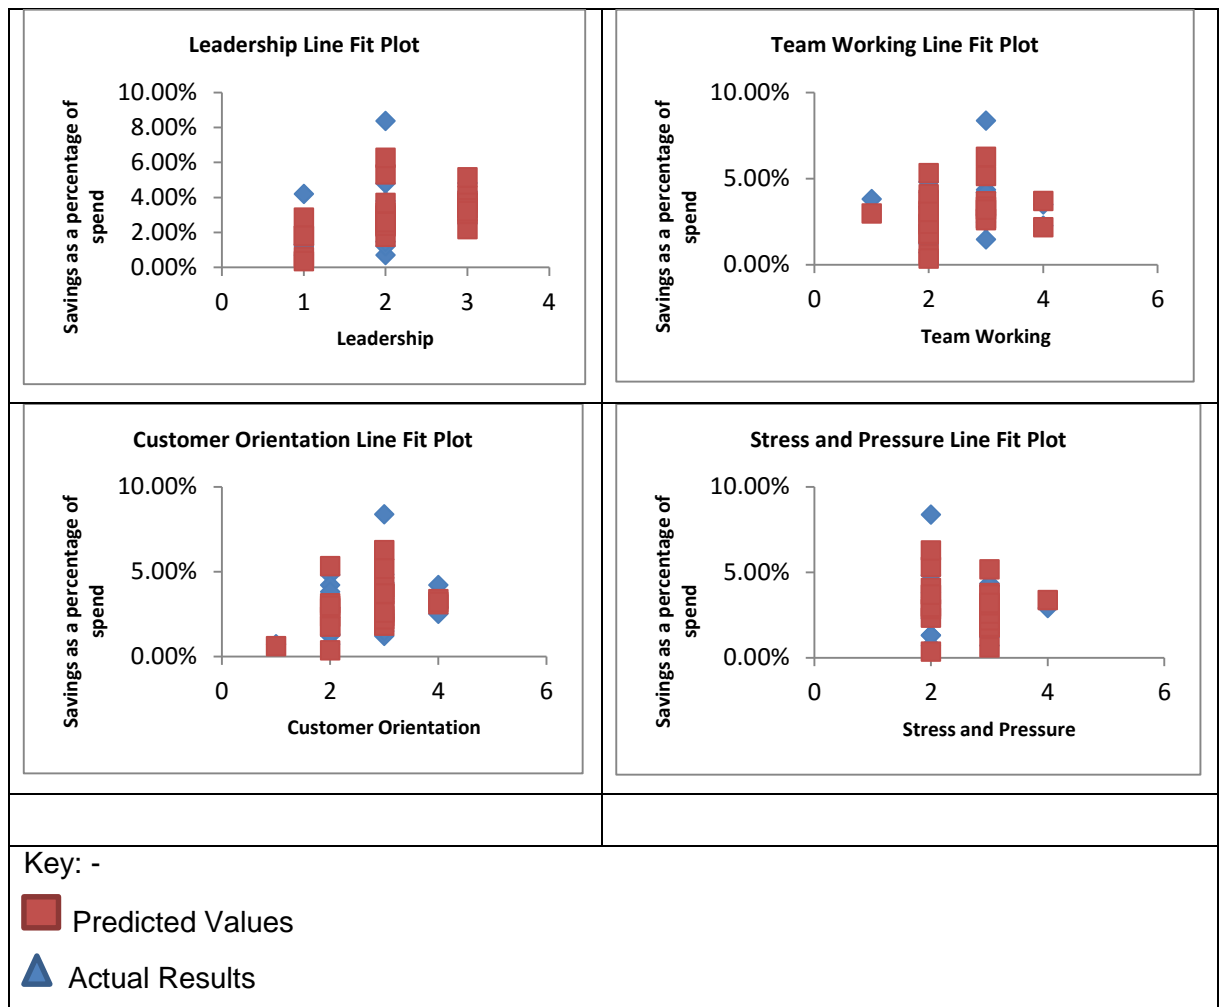 Leadership Line Fit Plot
Savings as a percentage of
spend
10.00%
8.00%
6.00%
4.00%
2.00%
0.00%
0 1 2 3 4
Leadership
Team Working Line Fit Plot
Savings as a percentage of
spend
10.00%
5.00%
0.00%
0 2 4 6
Team Working
Customer Orientation Line Fit Plot
Savings as a percentage of
spend
10.00%
5.00%
0.00%
0 2 4 6
Customer Orientation
Stress and Pressure Line Fit Plot
Savings as a percentage of
spend
10.00%
5.00%
0.00%
0 2 4 6
Stress and Pressure
Key: -
Predicted Values
Actual Results